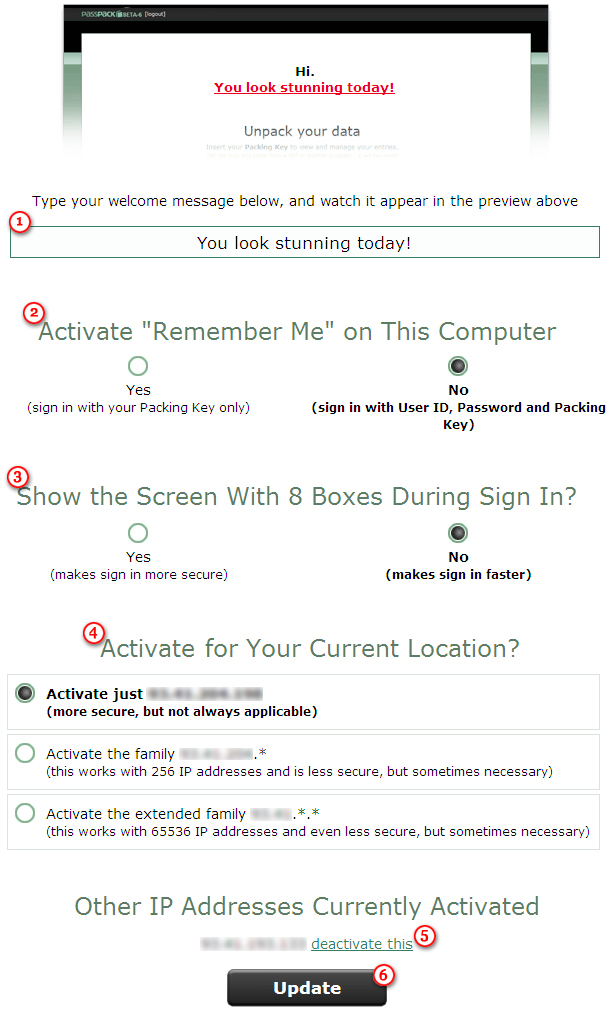 PASSPACK BETA-6 [logout]
Hi.
You look stunning today!
Unpack your data
Insert your Packing Key to view and manage your entries.
Type your welcome message below, and watch it appear in the preview above
1
You look stunning today!
2
Activate "Remember Me" on This Computer
Yes No
(sign in with your Packing Key only) (sign in with User ID, Password and Packing
Key)
3
Show the Screen With 8 Boxes During Sign In?
Yes No
(makes sign in more secure) (makes sign in faster)
4
Activate for Your Current Location?
Activate just
(more secure, but not always applicable)
Activate the family .*
(this works with 256 IP addresses and is less secure, but sometimes necessary)
Activate the extended family .*.*
(this works with 65536 IP addresses and even less secure, but sometimes necessary)
Other IP Addresses Currently Activated
deactivate this 5
Update 6